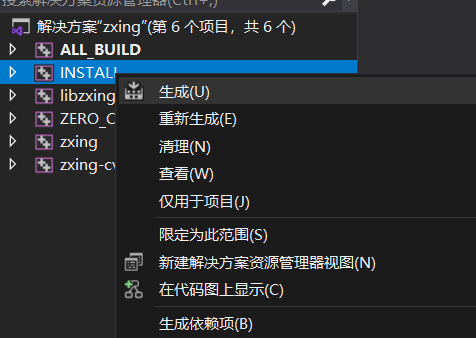 搜索解决方案资源管理器(Ctrl+;)
解决方案“zxing”(第 6 个项目，共 6 个)
ALL_BUILD
INSTALL
libzxing
ZERO_C
zxing
zxing-cv
生成(U)
重新生成(E)
清理(N)
查看(W)
仅用于项目(J)
限定为此范围(S)
新建解决方案资源管理器视图(N)
在代码图上显示(C)
生成依赖项(B)